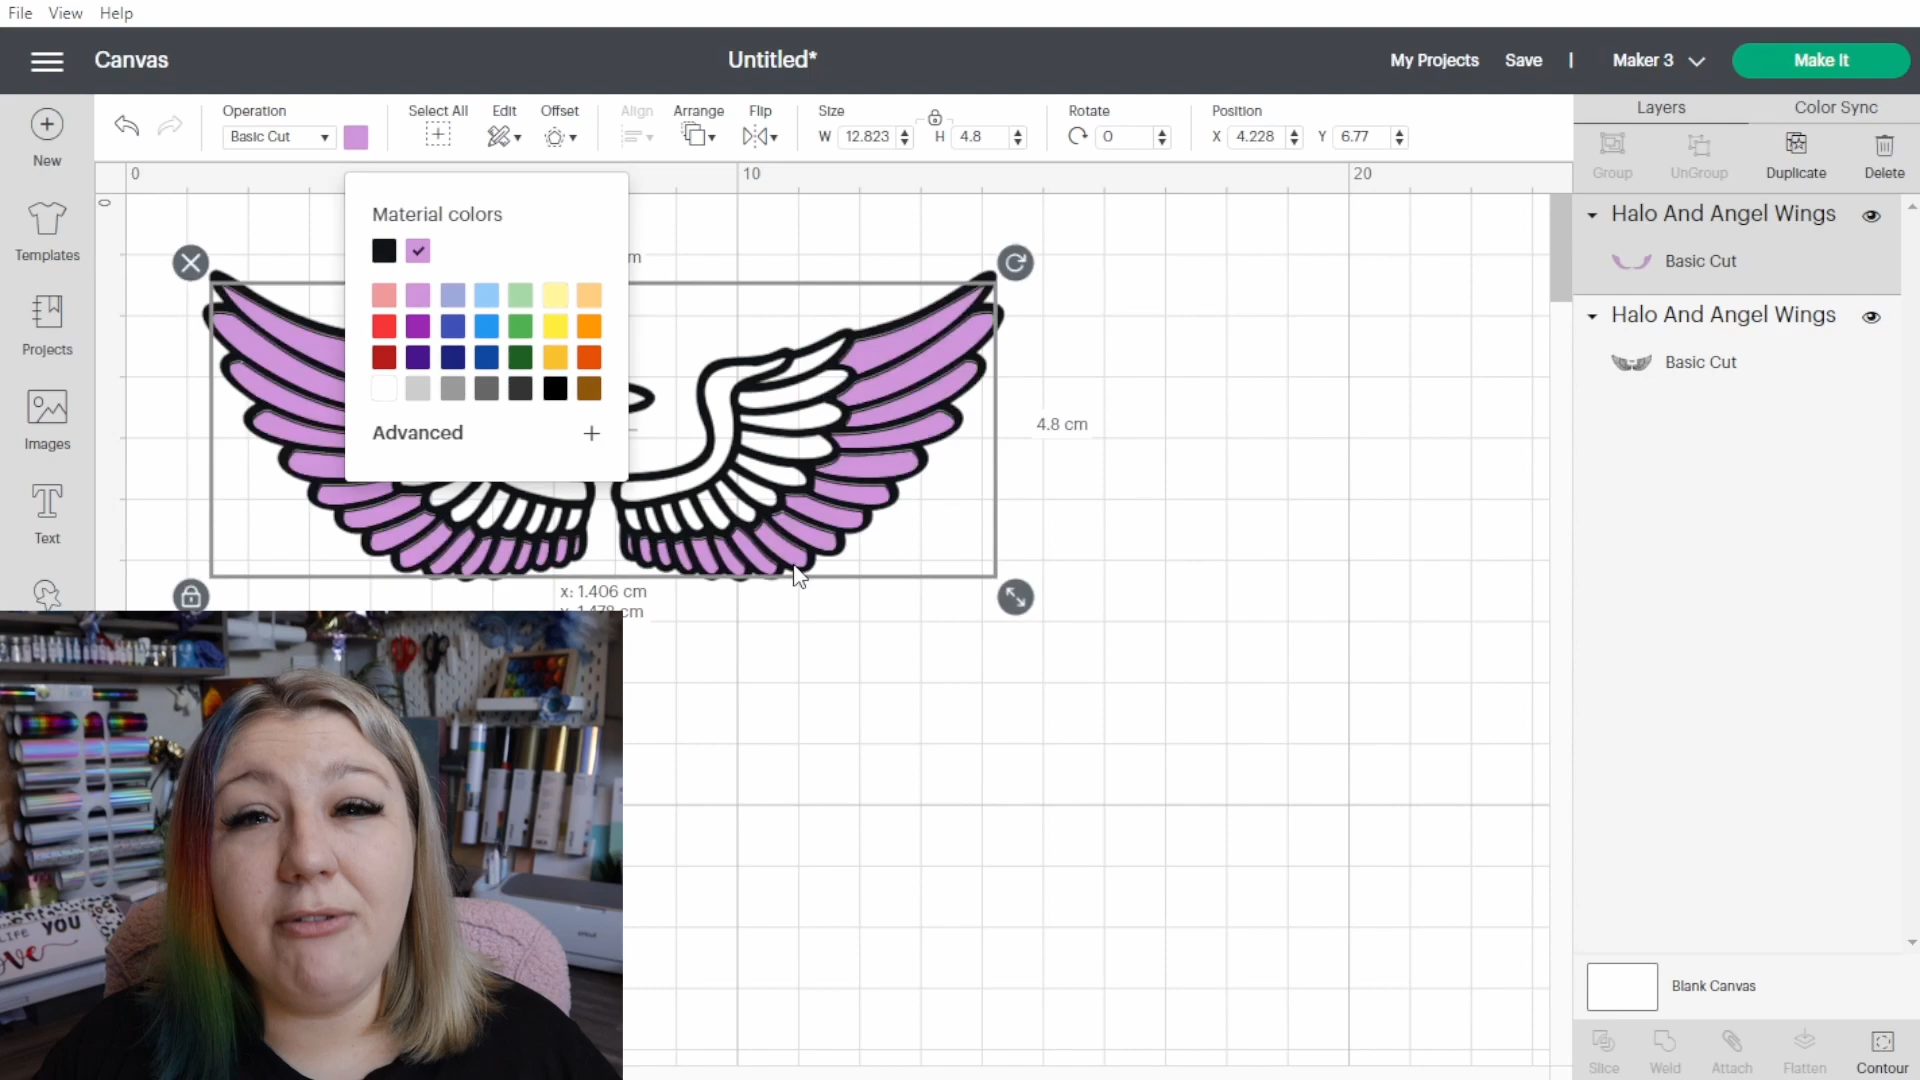 File View Help
Canvas
Untitled*
My Projects Save | Maker 3 Make It
New
Templates
Projects
Images
Text
Operation
Basic Cut
Select All
Edit
Offset
Align
Arrange
Flip
Size
W 12.823 H 4.8
Rotate
0
Position
X 4.228 Y 6.77
Layers Color Sync
Group UnGroup Duplicate Delete
0 10 20
0
Material colors
Advanced
4.8 cm
x: 1.406 cm
Halo And Angel Wings
Basic Cut
Halo And Angel Wings
Basic Cut
LIFE YOU
Blank Canvas
Slice Weld Attach Flatten Contour